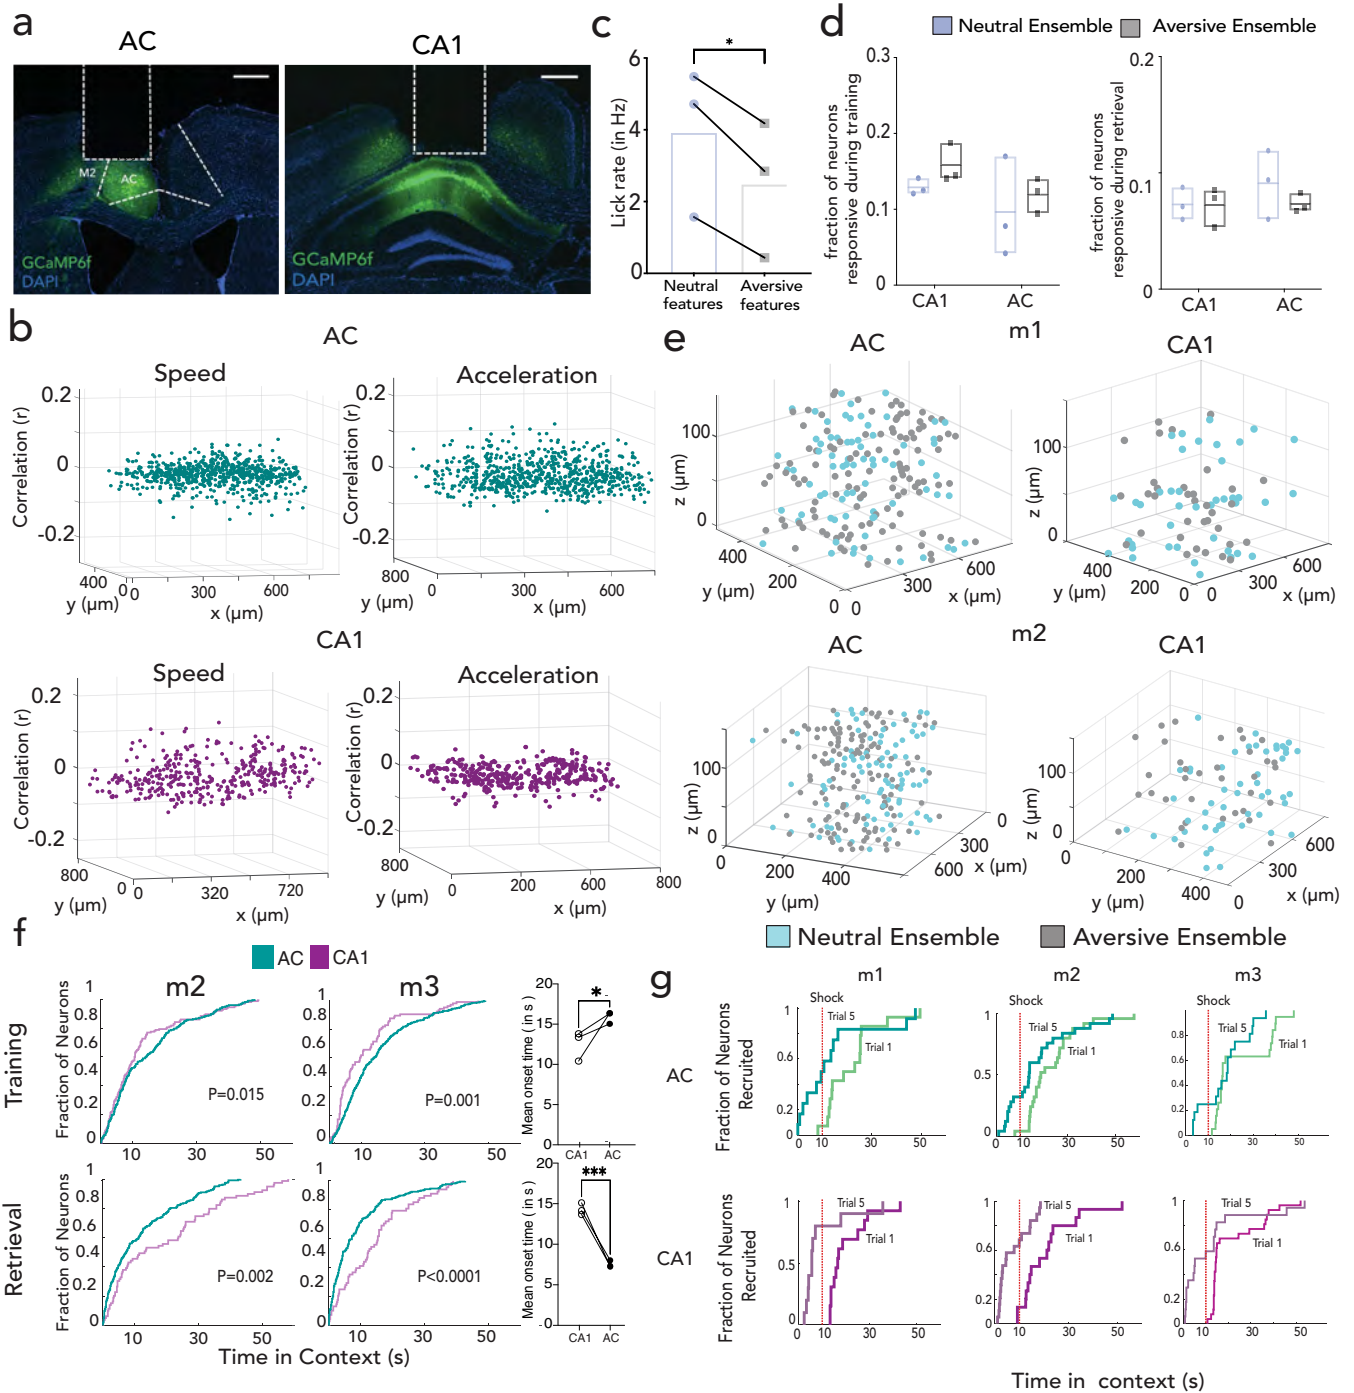 a
AC
CA1
M2
AC
GCaMP6f
DAPI
GCaMP6f
DAPI
c
*
6
4
2
0
Lick rate (in Hz)
Neutral
features
Aversive
features
d
Neutral Ensemble
Aversive Ensemble
fraction of neurons
responsive during training
0.3
0.2
0.1
0
CA1
AC
fraction of neurons
responsive during retrieval
0.2
0.1
0
CA1
AC
b
AC
Speed
Correlation (r)
0.2
0
-0.2
400
0
y (µm)
0
300
600
x (µm)
Acceleration
Correlation (r)
0.2
0
-0.2
800
y (µm)
0
300
600
x (µm)
CA1
Speed
Correlation (r)
0.2
0
-0.2
800
0
y (µm)
320
720
x (µm)
Acceleration
Correlation (r)
0.2
0
-0.2
800
y (µm)
0
200
600
800
x (µm)
e
m1
AC
z (µm)
100
0
400
200
0
y (µm)
0
300
600
x (µm)
CA1
z (µm)
100
0
400
200
0
y (µm)
0
300
600
x (µm)
m2
AC
z (µm)
100
0
0
200
400
y (µm)
600
300
0
x (µm)
CA1
z (µm)
100
0
0
200
400
y (µm)
0
300
600
x (µm)
Neutral Ensemble
Aversive Ensemble
f
AC
CA1
Training
m2
Fraction of Neurons
1
0.8
0.6
0.4
0.2
0
P=0.015
10
30
50
m3
1
0.8
0.6
0.4
0.2
0
P=0.001
10
30
50
Mean onset time ( in s )
20
15
10
0
*
CA1
AC
Retrieval
Fraction of Neurons
1
0.8
0.6
0.4
0.2
0
P=0.002
10
30
50
1
0.8
0.6
0.4
0.2
0
P<0.0001
10
30
50
Mean onset time ( in s )
20
15
10
5
0
***
CA1
AC
Time in Context (s)
g
m1
m2
m3
AC
Fraction of Neurons
Recruited
1
0.6
0.2
0
Shock
Trial 5
Trial 1
0
10
30
50
1
0.5
0
Shock
Trial 5
Trial 1
0
10
30
50
1
0.8
0.6
0.4
0.2
0
Shock
Trial 5
Trial 1
0
10
30
50
CA1
Fraction of Neurons
Recruited
1
0.5
0
Trial 5
Trial 1
0
10
30
50
1
0.6
0.2
0
Trial 5
Trial 1
0
10
30
50
1
0.8
0.6
0.4
0.2
0
Trial 5
Trial 1
0
10
30
50
Time in context (s)